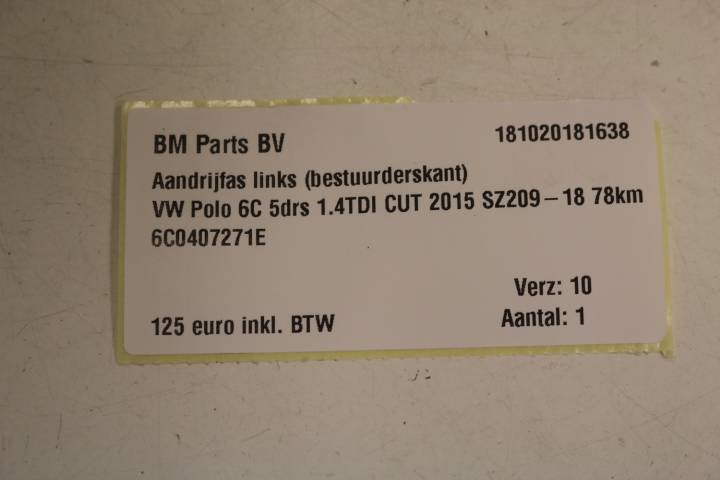 BM Parts BV 181020181638
Aandrijfas links (bestuurderskant)
VW Polo 6C 5drs 1.4TDI CUT 2015 SZ209 – 18 78km
6C0407271E
Verz: 10
125 euro inkl. BTW Aantal: 1